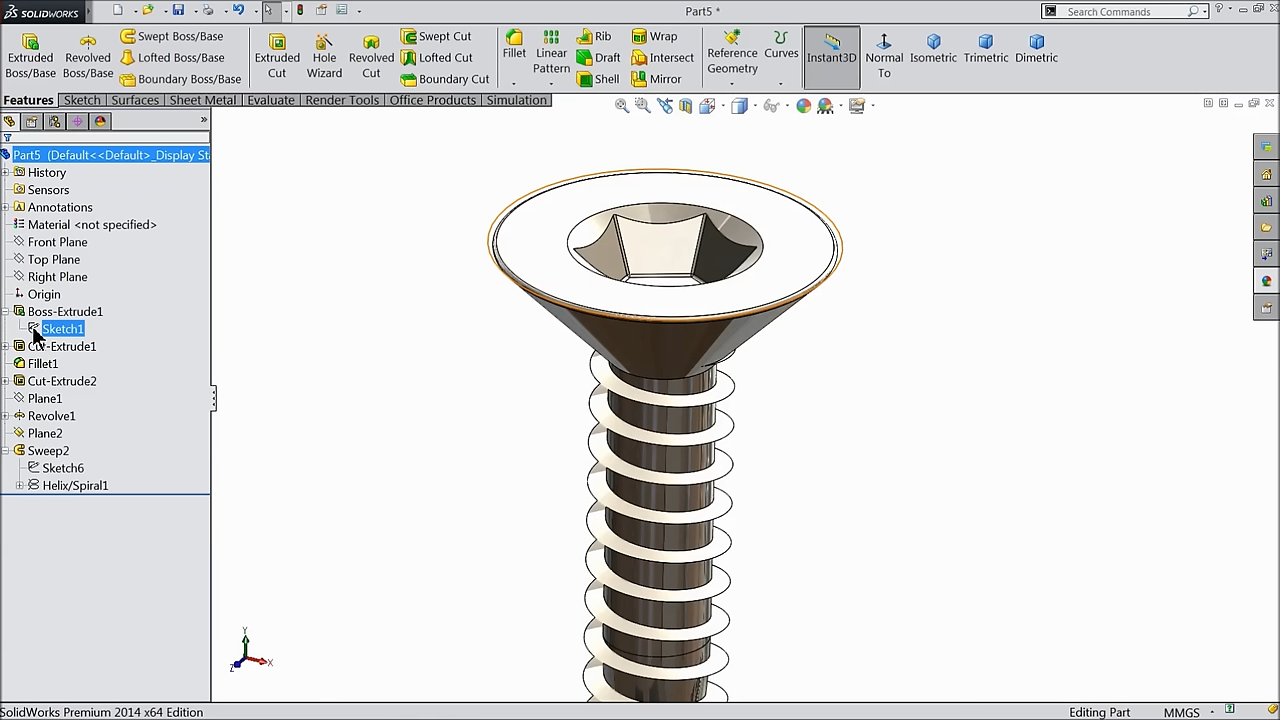 SOLIDWORKS
Part5 *
Search Commands
Extruded Boss/Base
Revolved Boss/Base
Swept Boss/Base
Lofted Boss/Base
Boundary Boss/Base
Extruded Cut
Hole Wizard
Revolved Cut
Swept Cut
Lofted Cut
Boundary Cut
Fillet
Linear Pattern
Rib
Draft
Shell
Wrap
Intersect
Mirror
Reference Geometry
Curves
Instant3D
Normal To
Isometric
Trimetric
Dimetric
Features
Sketch
Surfaces
Sheet Metal
Evaluate
Render Tools
Office Products
Simulation
Part5 (Default<<Default>_Display St
History
Sensors
Annotations
Material <not specified>
Front Plane
Top Plane
Right Plane
Origin
Boss-Extrude1
Sketch1
Cut-Extrude1
Fillet1
Cut-Extrude2
Plane1
Revolve1
Plane2
Sweep2
Sketch6
Helix/Spiral1
Y
Z
X
SolidWorks Premium 2014 x64 Edition
Editing Part
MMGS